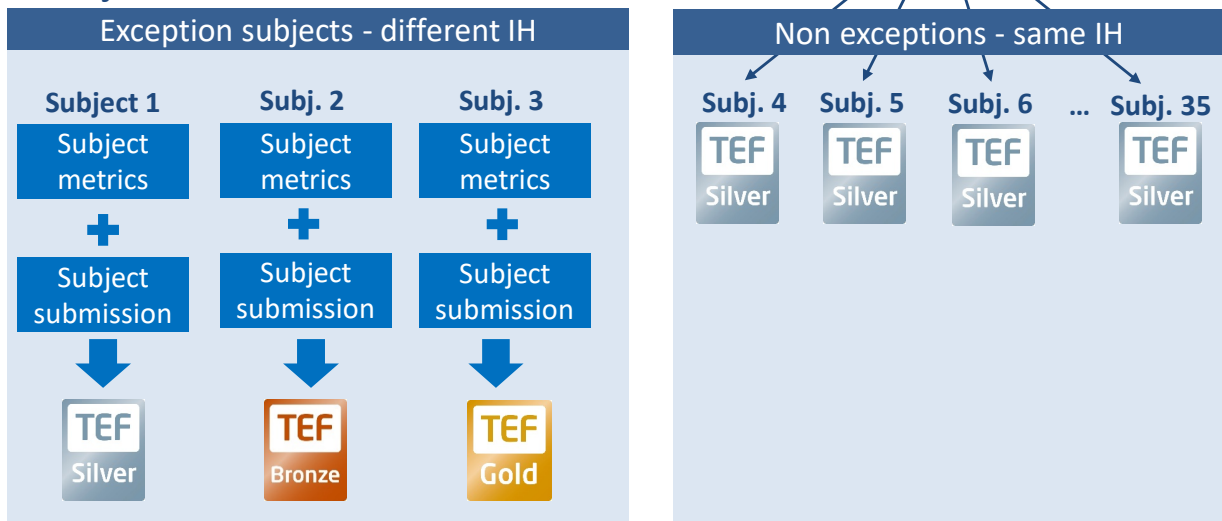 Exception subjects - different IH
Subject 1
Subj. 2
Subj. 3
Subject
metrics
Subject
metrics
Subject
metrics
Subject
submission
Subject
submission
Subject
submission
TEF
Silver
TEF
Bronze
TEF
Gold
Non exceptions - same IH
Subj. 4
Subj. 5
Subj. 6
...
Subj. 35
TEF
Silver
TEF
Silver
TEF
Silver
TEF
Silver